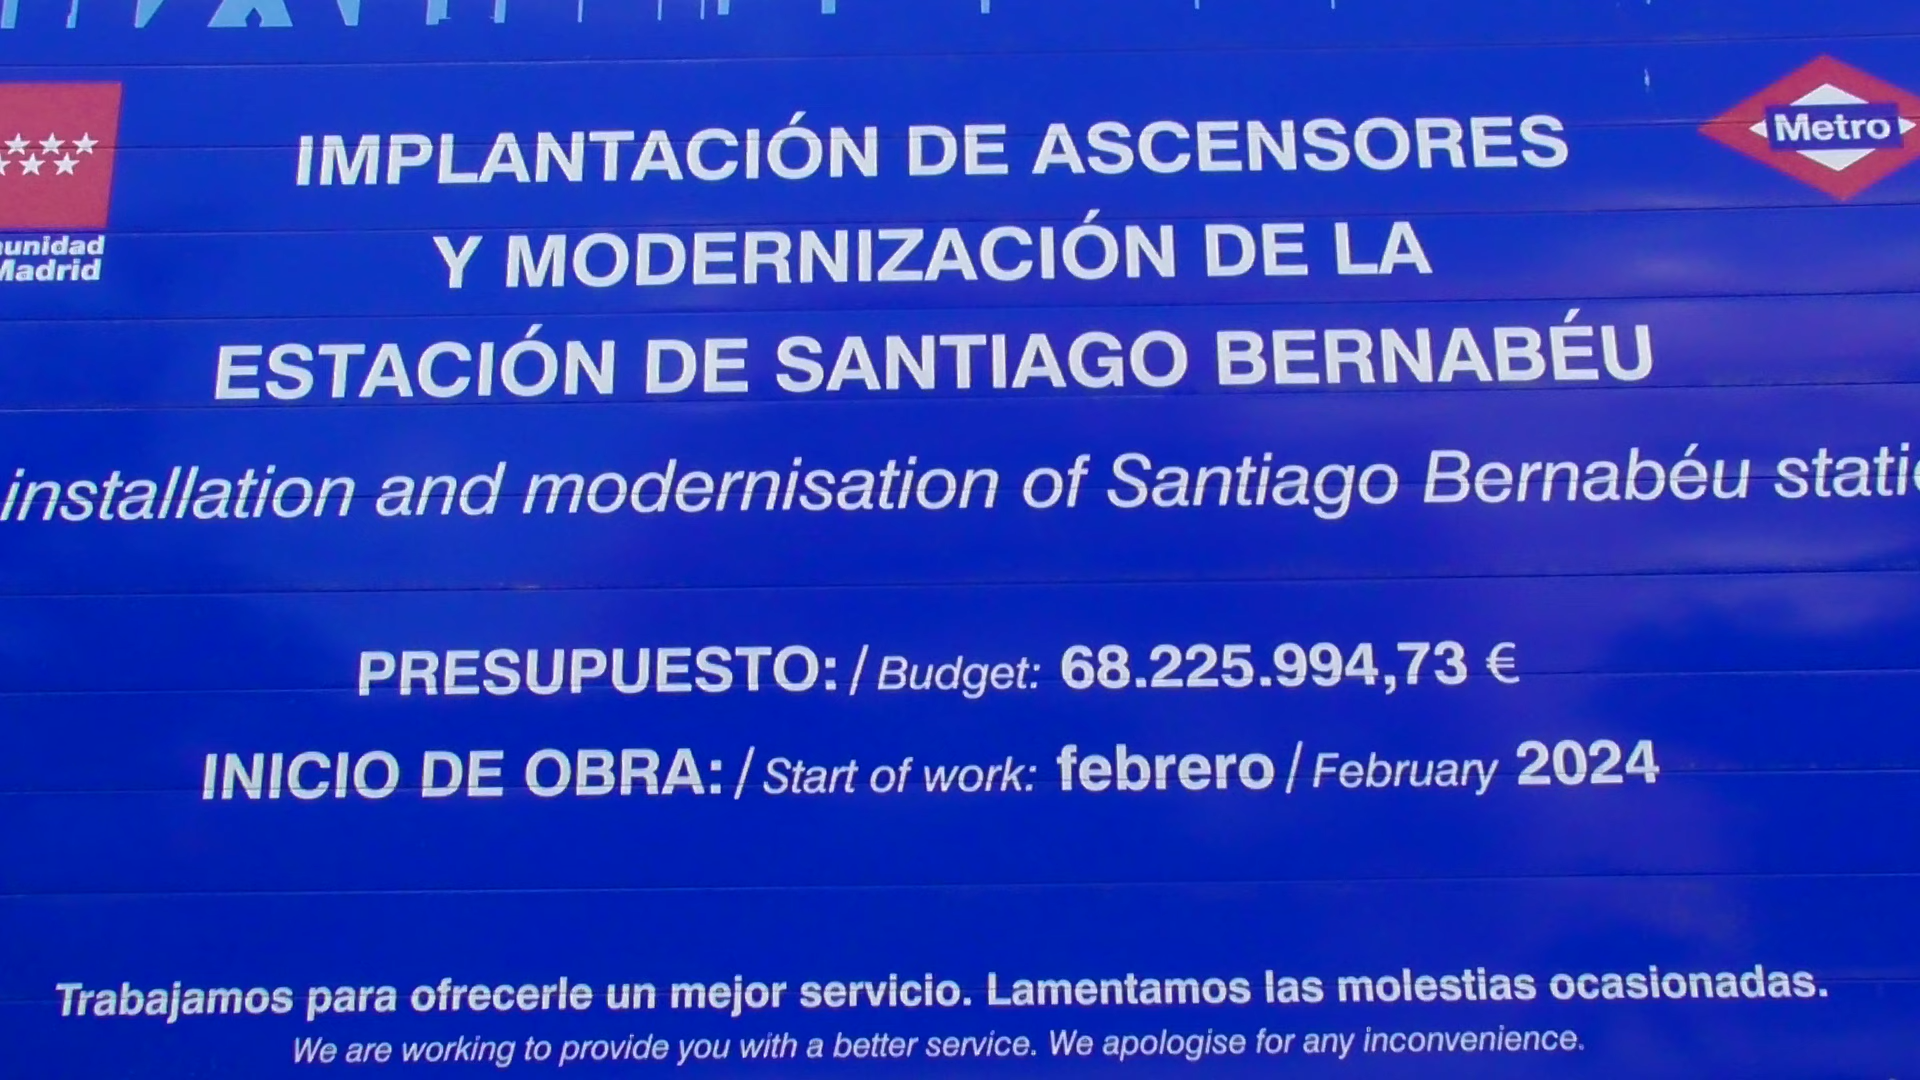 Metro
unidad
Madrid
IMPLANTACIÓN DE ASCENSORES
Y MODERNIZACIÓN DE LA
ESTACIÓN DE SANTIAGO BERNABÉU
installation and modernisation of Santiago Bernabéu stati
PRESUPUESTO: / Budget: 68.225.994,73 €
INICIO DE OBRA: / Start of work: febrero / February 2024
Trabajamos para ofrecerle un mejor servicio. Lamentamos las molestias ocasionadas.
We are working to provide you with a better service. We apologise for any inconvenience.